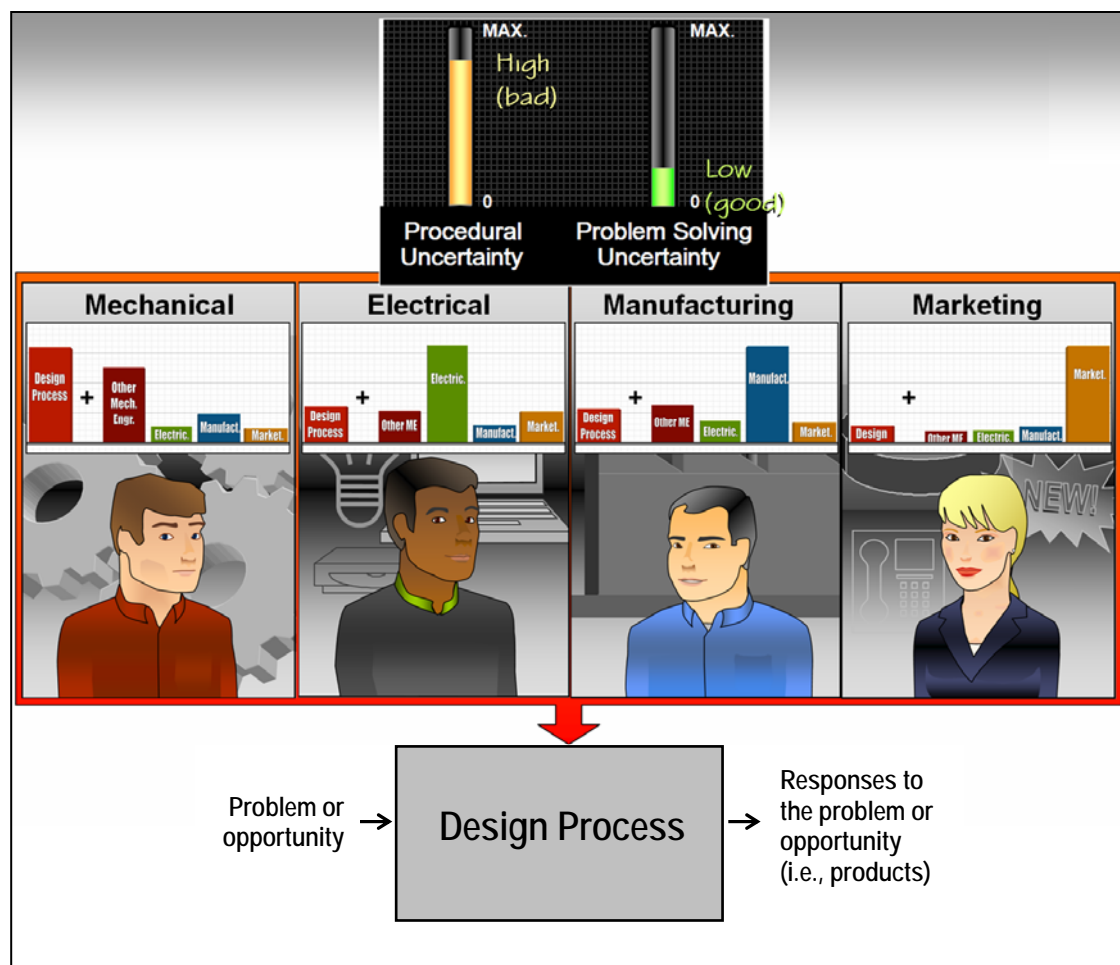 MAX.
High
(bad)
0
Procedural
Uncertainty
MAX.
Low
(good)
0
Problem Solving
Uncertainty
Mechanical
Design
Process
+
Other
Mech.
Engr.
Electric.
Manufact.
Market.
Electrical
Design
Process
+
Other ME
Electric.
Manufact.
Market.
Manufacturing
Design
Process
+
Other ME
Electric.
Manufact.
Market.
Marketing
Design
+
Other ME
Electric.
Manufact.
Market.
NEW!
Problem or
opportunity
Design Process
Responses to
the problem or
opportunity
(i.e., products)